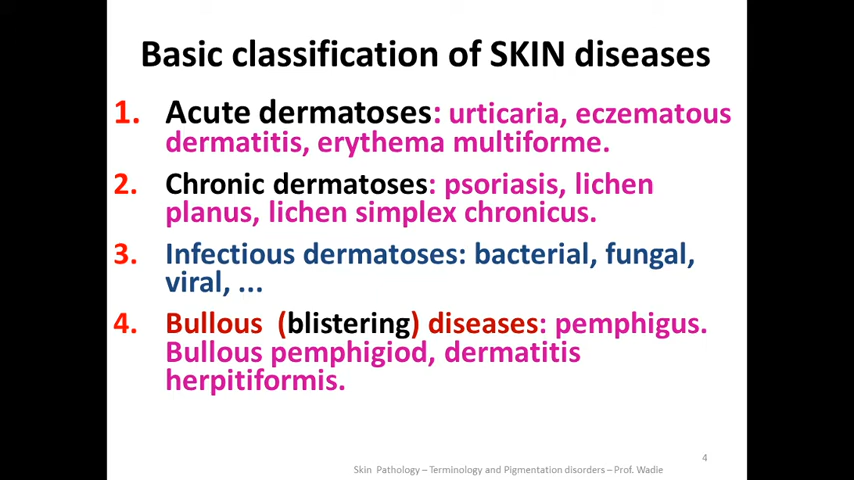 Basic classification of SKIN diseases
1. Acute dermatoses: urticaria, eczematous
dermatitis, erythema multiforme.
2. Chronic dermatoses: psoriasis, lichen
planus, lichen simplex chronicus.
3. Infectious dermatoses: bacterial, fungal,
viral, ...
4. Bullous (blistering) diseases: pemphigus.
Bullous pemphigiod, dermatitis
herpitiformis.
4
Skin Pathology – Terminology and Pigmentation disorders – Prof. Wadie